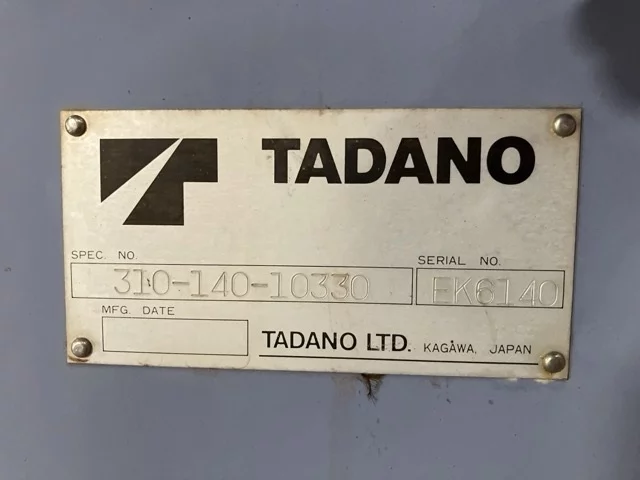 TADANO
SPEC. NO.
310-140-10330
SERIAL NO.
EK6140
MFG. DATE
TADANO LTD. KAGAWA, JAPAN